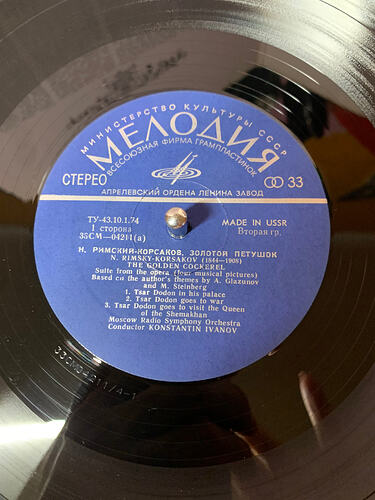 МИНИСТЕРСТВО КУЛЬТУРЫ СССР
МЕЛОДИЯ
ВСЕСОЮЗНАЯ ФИРМА ГРАМПЛАСТИНОК
СТЕРЕО
33
АПРЕЛЕВСКИЙ ОРДЕНА ЛЕНИНА ЗАВОД
ТУ-43.10.1.74
MADE IN USSR
I сторона
Вторая гр.
35СМ—04211(а)
Н. РИМСКИЙ-КОРСАКОВ. ЗОЛОТОЙ ПЕТУШОК
N. RIMSKY-KORSAKOV (1844—1908)
THE GOLDEN COCKEREL
Suite from the opera (four musical pictures)
Based on the author's themes by A. Glazunov
and M. Steinberg
1. Tsar Dodon in his palace
2. Tsar Dodon goes to war
3. Tsar Dodon goes to visit the Queen
of the Shemakhan
Moscow Radio Symphony Orchestra
Conductor KONSTANTIN IVANOV